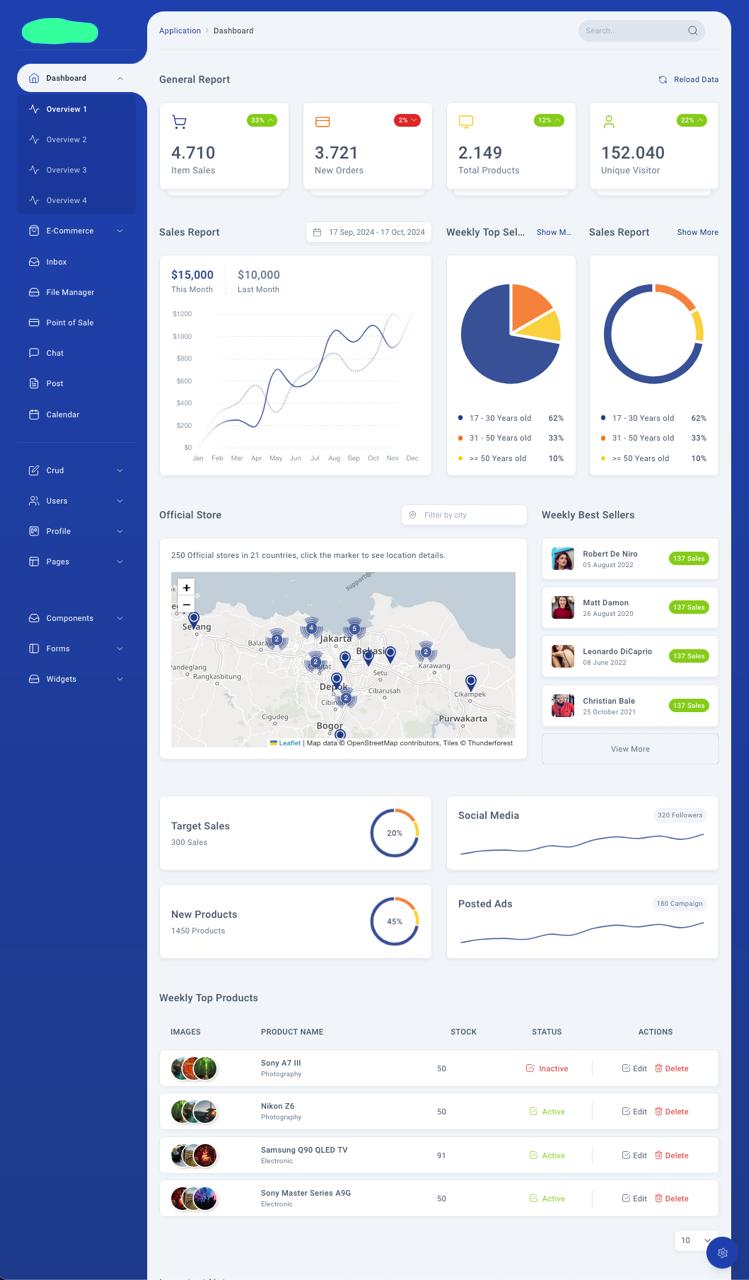 Application > Dashboard
Search...
Dashboard
Overview 1
Overview 2
Overview 3
Overview 4
E-Commerce
Inbox
File Manager
Point of Sale
Chat
Post
Calendar
Crud
Users
Profile
Pages
Components
Forms
Widgets
General Report
Reload Data
33%
4.710
Item Sales
2%
3.721
New Orders
12%
2.149
Total Products
22%
152.040
Unique Visitor
Sales Report
17 Sep, 2024 - 17 Oct, 2024
$15,000
This Month
$10,000
Last Month
$1200
$1000
$800
$600
$400
$200
$0
Jan Feb Mar Apr May Jun Jul Aug Sep Oct Nov Dec
Weekly Top Sel... Show M...
17 - 30 Years old 62%
31 - 50 Years old 33%
>= 50 Years old 10%
Sales Report Show More
17 - 30 Years old 62%
31 - 50 Years old 33%
>= 50 Years old 10%
Official Store
Filter by city
250 Official stores in 21 countries, click the marker to see location details.
+
−
Serang
4
5
2
Jakarta
2
Bekasi
2
Karawang
Pandeglang
Rangkasbitung
Setu
Depok
Cibarusah
Cikampek
2
Cigudeg
Bogor
Purwakarta
Leaflet | Map data © OpenStreetMap contributors, Tiles © Thunderforest
Weekly Best Sellers
Robert De Niro
05 August 2022
137 Sales
Matt Damon
26 August 2020
137 Sales
Leonardo DiCaprio
08 June 2022
137 Sales
Christian Bale
25 October 2021
137 Sales
View More
Target Sales
300 Sales
20%
Social Media
320 Followers
New Products
1450 Products
45%
Posted Ads
180 Campaign
Weekly Top Products
IMAGES PRODUCT NAME STOCK STATUS ACTIONS
Sony A7 III
Photography
50 Inactive Edit Delete
Nikon Z6
Photography
50 Active Edit Delete
Samsung Q90 QLED TV
Electronic
91 Active Edit Delete
Sony Master Series A9G
Electronic
50 Active Edit Delete
10